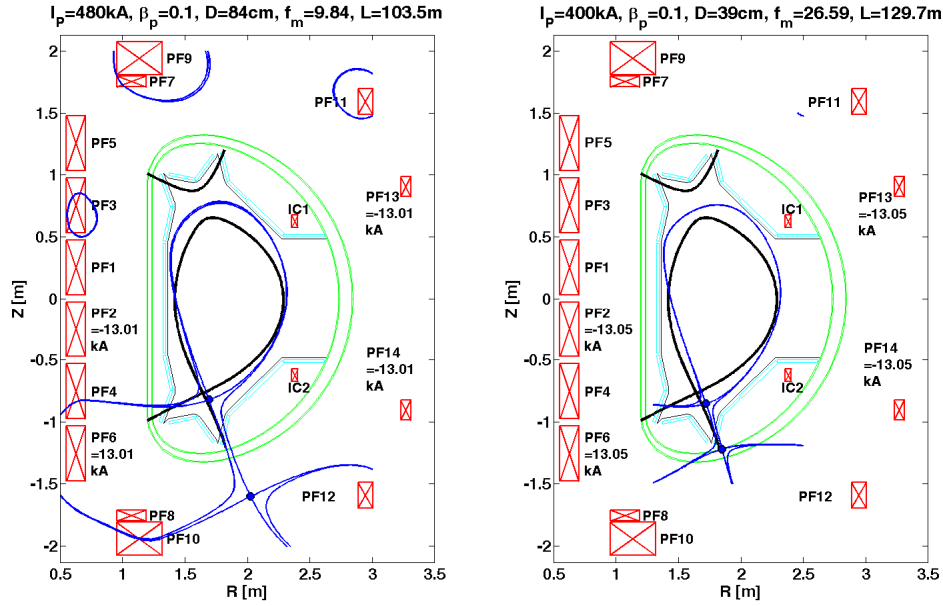 I_P=480kA, β_p=0.1, D=84cm, f_m=9.84, L=103.5m
2
1.5
1
0.5
0
-0.5
-1
-1.5
-2
Z [m]
PF9
PF7
PF11
PF5
PF3
PF13
=-13.01
kA
IC1
PF1
PF2
=-13.01
kA
PF14
=-13.01
kA
IC2
PF4
PF6
=13.01
kA
PF12
PF8
PF10
0.5 1 1.5 2 2.5 3 3.5
R [m]
I_P=400kA, β_p=0.1, D=39cm, f_m=26.59, L=129.7m
2
1.5
1
0.5
0
-0.5
-1
-1.5
-2
Z [m]
PF9
PF7
PF11
PF5
PF3
PF13
=-13.05
kA
IC1
PF1
PF2
=-13.05
kA
PF14
=-13.05
kA
IC2
PF4
PF6
=13.05
kA
PF12
PF8
PF10
0.5 1 1.5 2 2.5 3 3.5
R [m]